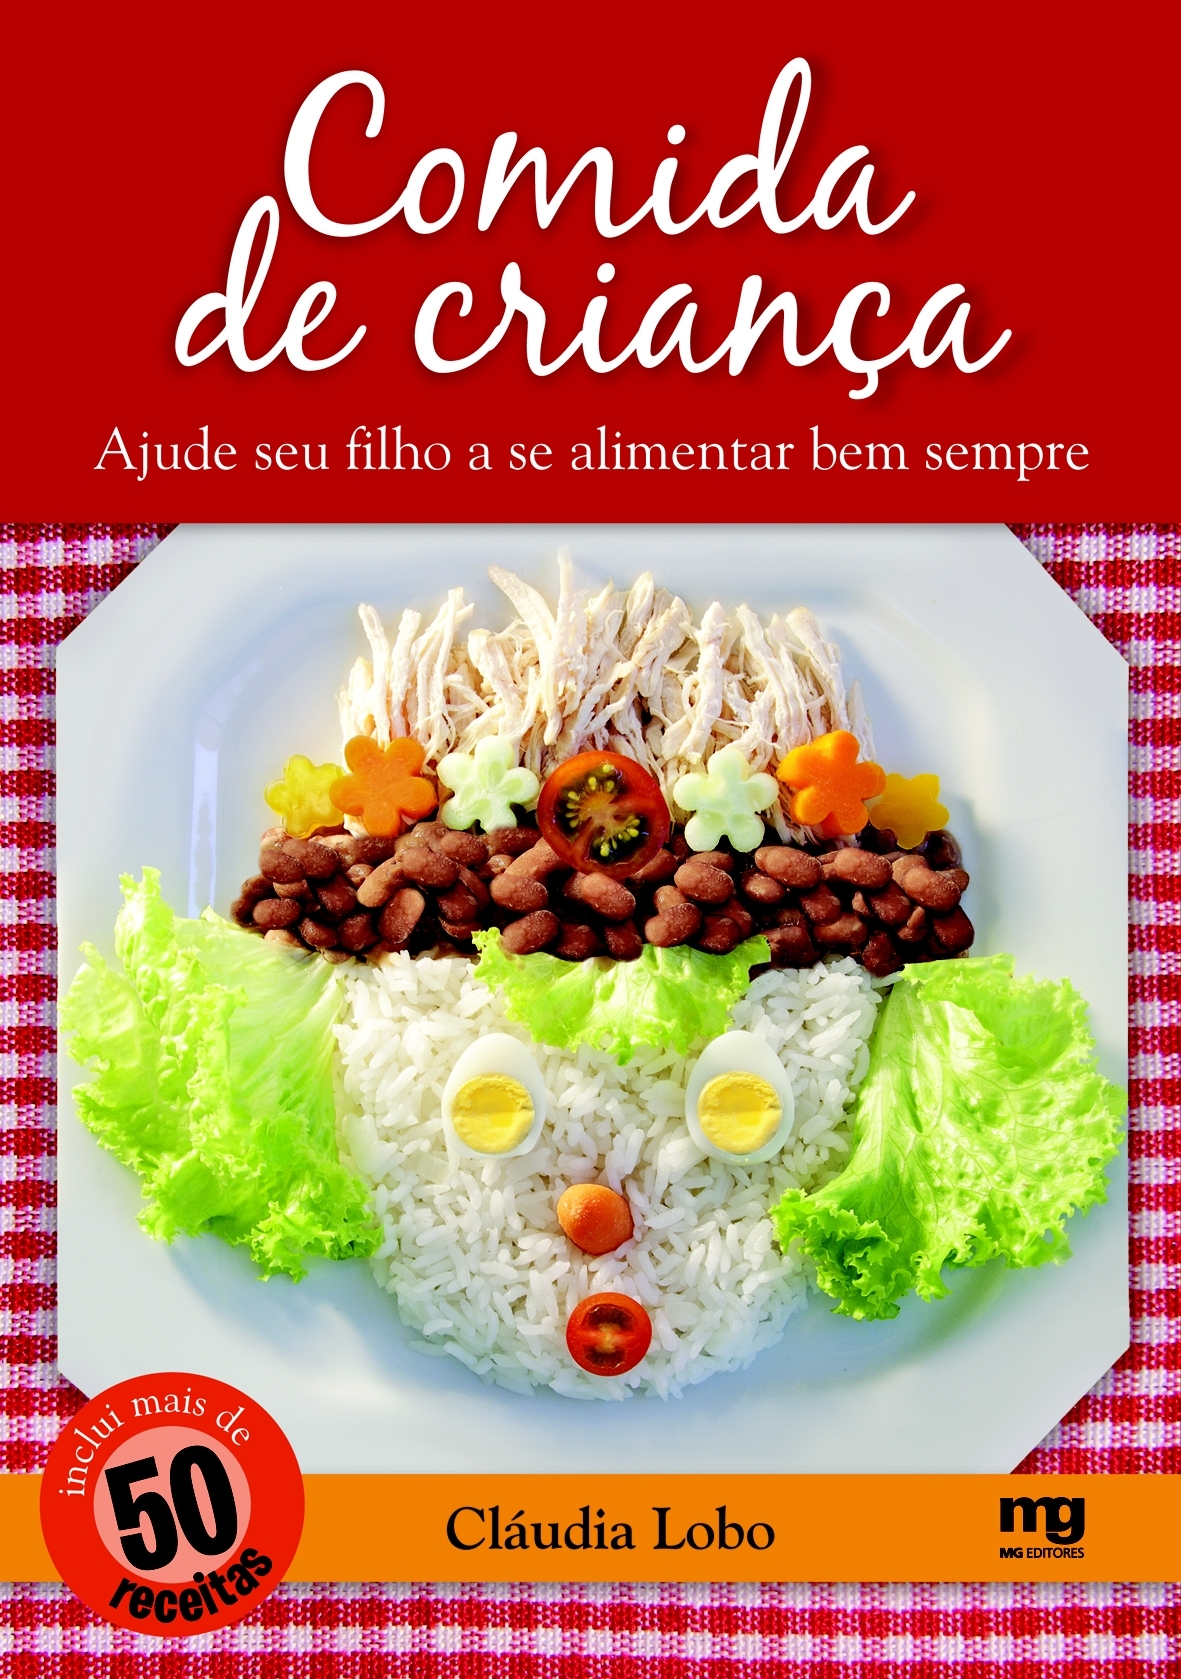 Comida
de criança
Ajude seu filho a se alimentar bem sempre
inclui mais de
50
receitas
Cláudia Lobo
mg
MG EDITORES